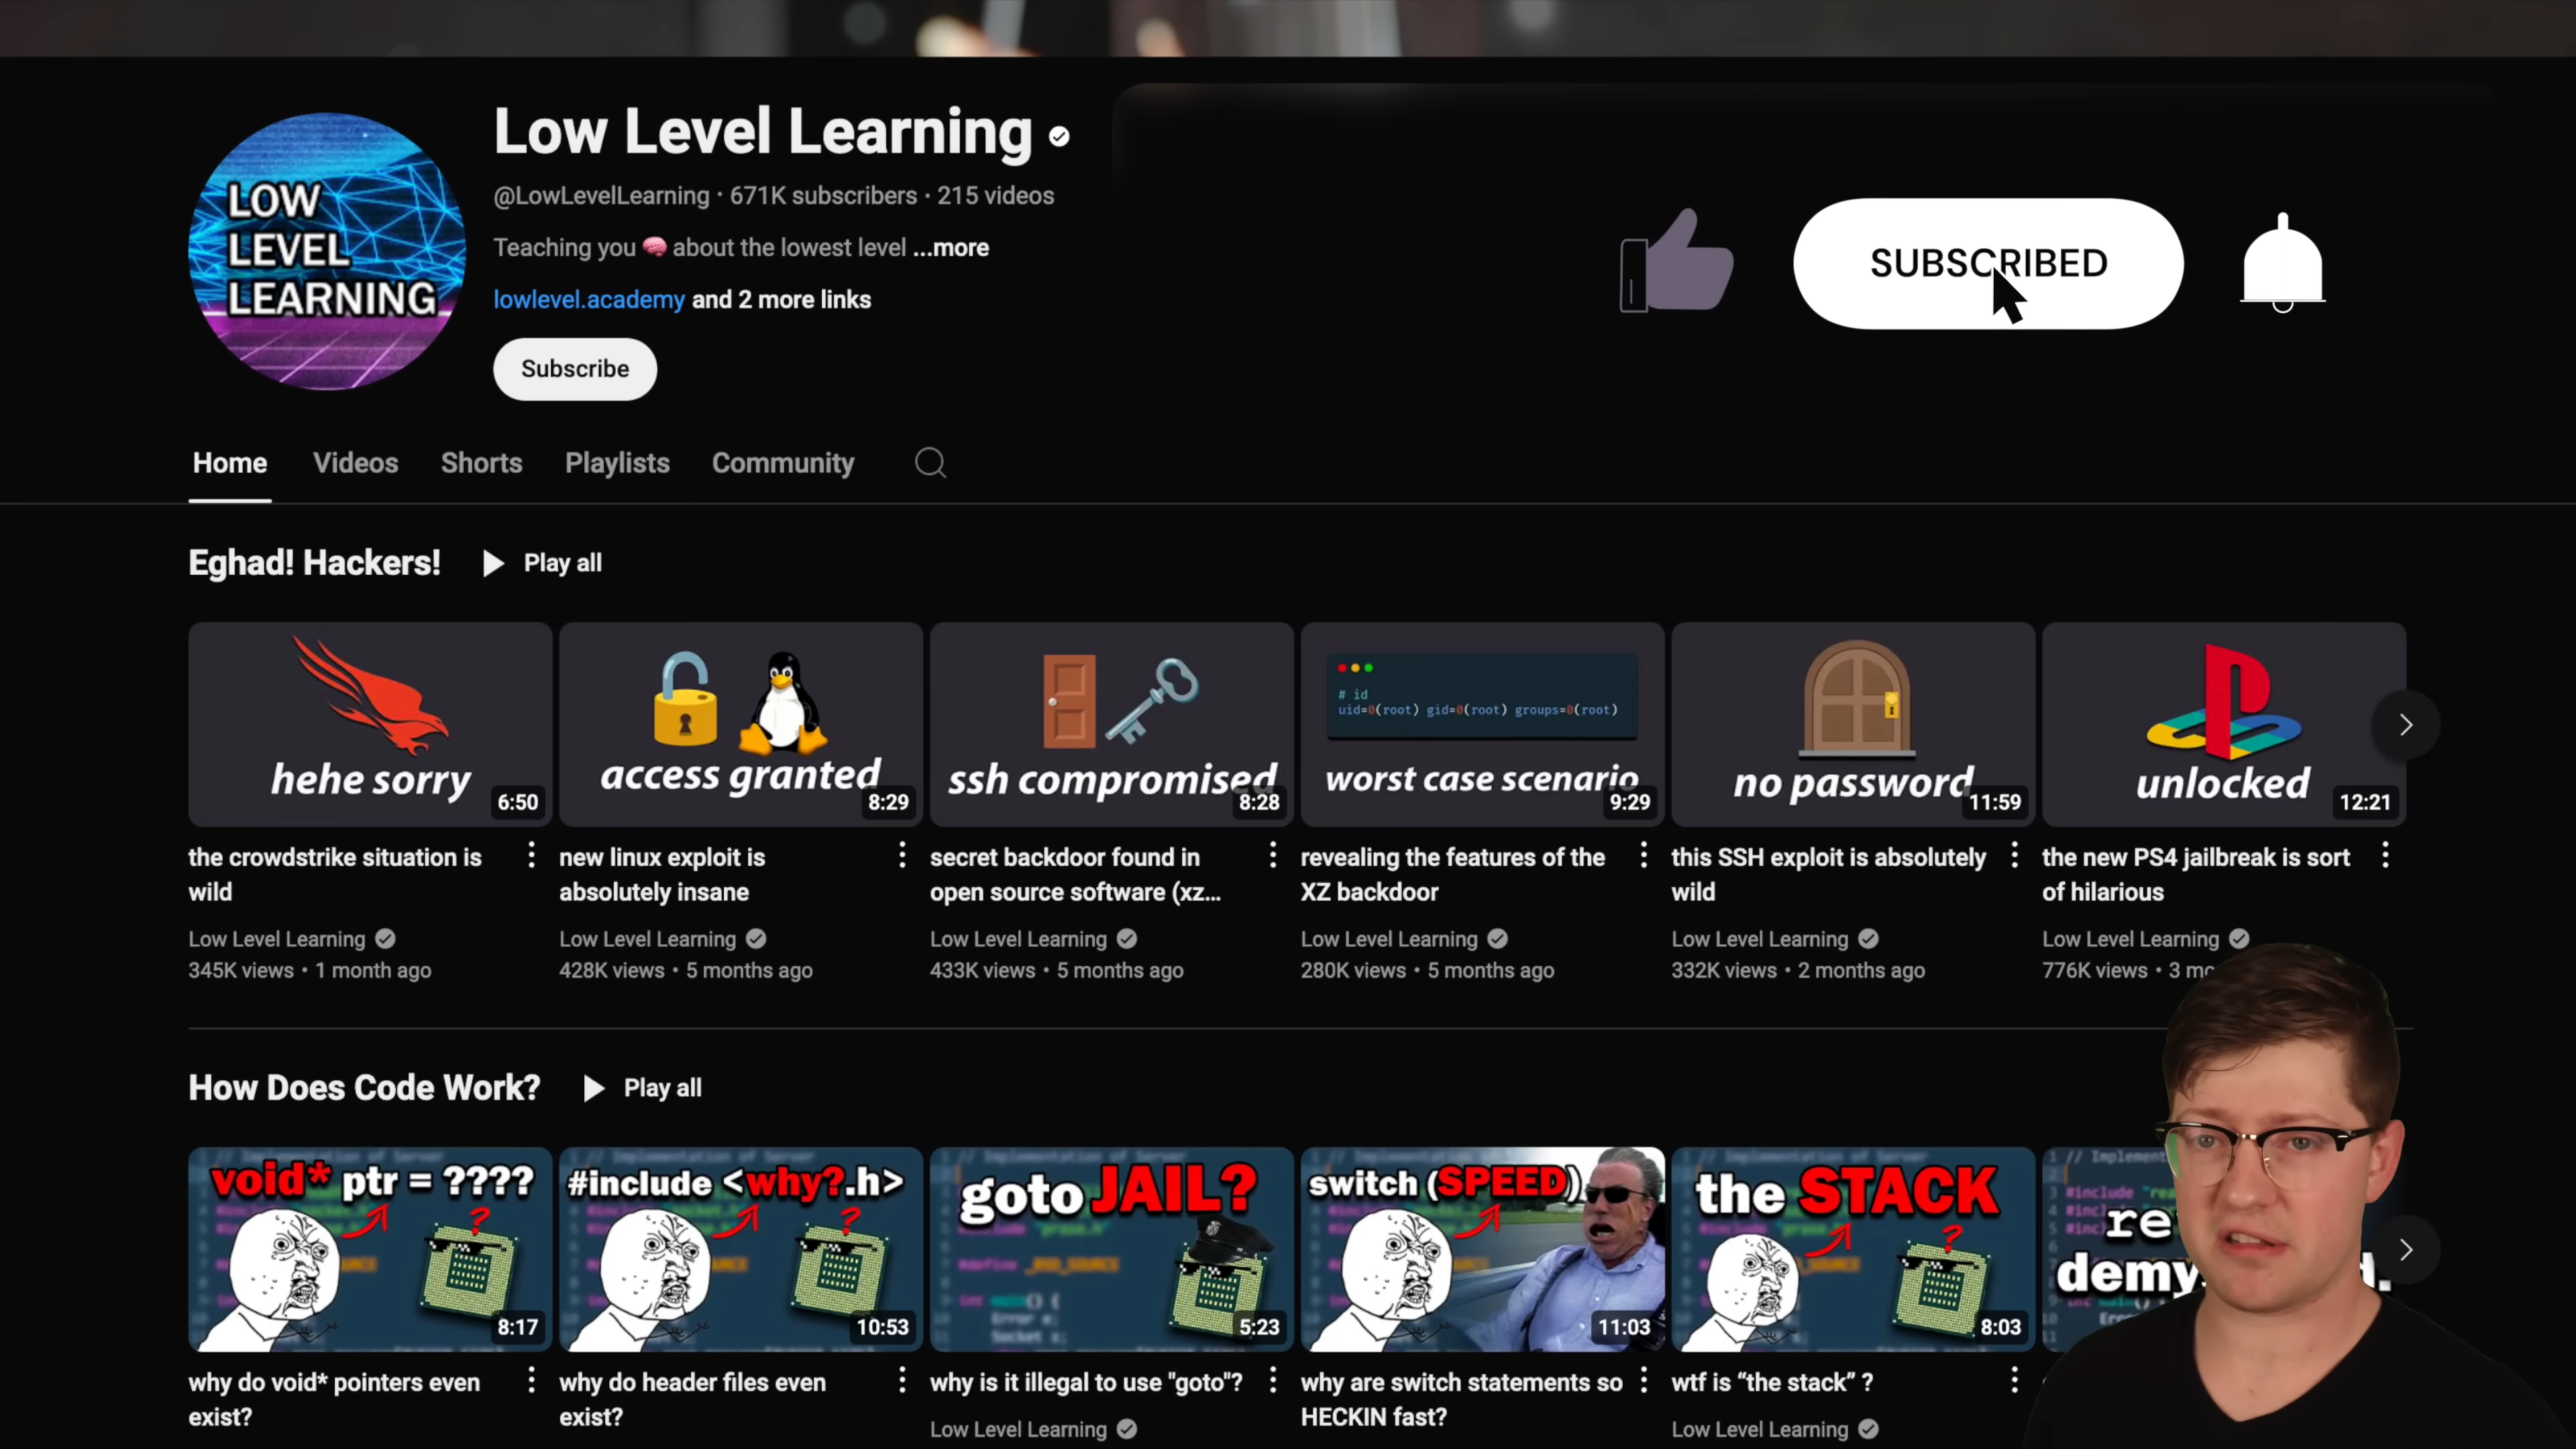 Low Level Learning
LOW
LEVEL
LEARNING
@LowLevelLearning · 671K subscribers · 215 videos
Teaching you 🧠 about the lowest level ...more
lowlevel.academy and 2 more links
Subscribe
SUBSCRIBED
Home Videos Shorts Playlists Community
Eghad! Hackers! Play all
hehe sorry
6:50
access granted
8:29
ssh compromised
8:28
# id
uid=0(root) gid=0(root) groups=0(root)
worst case scenario
9:29
no password
11:59
unlocked
12:21
the crowdstrike situation is
wild
Low Level Learning
345K views • 1 month ago
new linux exploit is
absolutely insane
Low Level Learning
428K views • 5 months ago
secret backdoor found in
open source software (xz...
Low Level Learning
433K views • 5 months ago
revealing the features of the
XZ backdoor
Low Level Learning
280K views • 5 months ago
this SSH exploit is absolutely
wild
Low Level Learning
332K views • 2 months ago
the new PS4 jailbreak is sort
of hilarious
Low Level Learning
776K views • 3
How Does Code Work? Play all
void* ptr = ????
?
8:17
#include <why?.h>
?
10:53
goto JAIL?
5:23
switch (SPEED)
11:03
the STACK
?
8:03
why do void* pointers even
exist?
why do header files even
exist?
why is it illegal to use "goto"?
Low Level Learning
why are switch statements so
HECKIN fast?
wtf is “the stack” ?
Low Level Learning